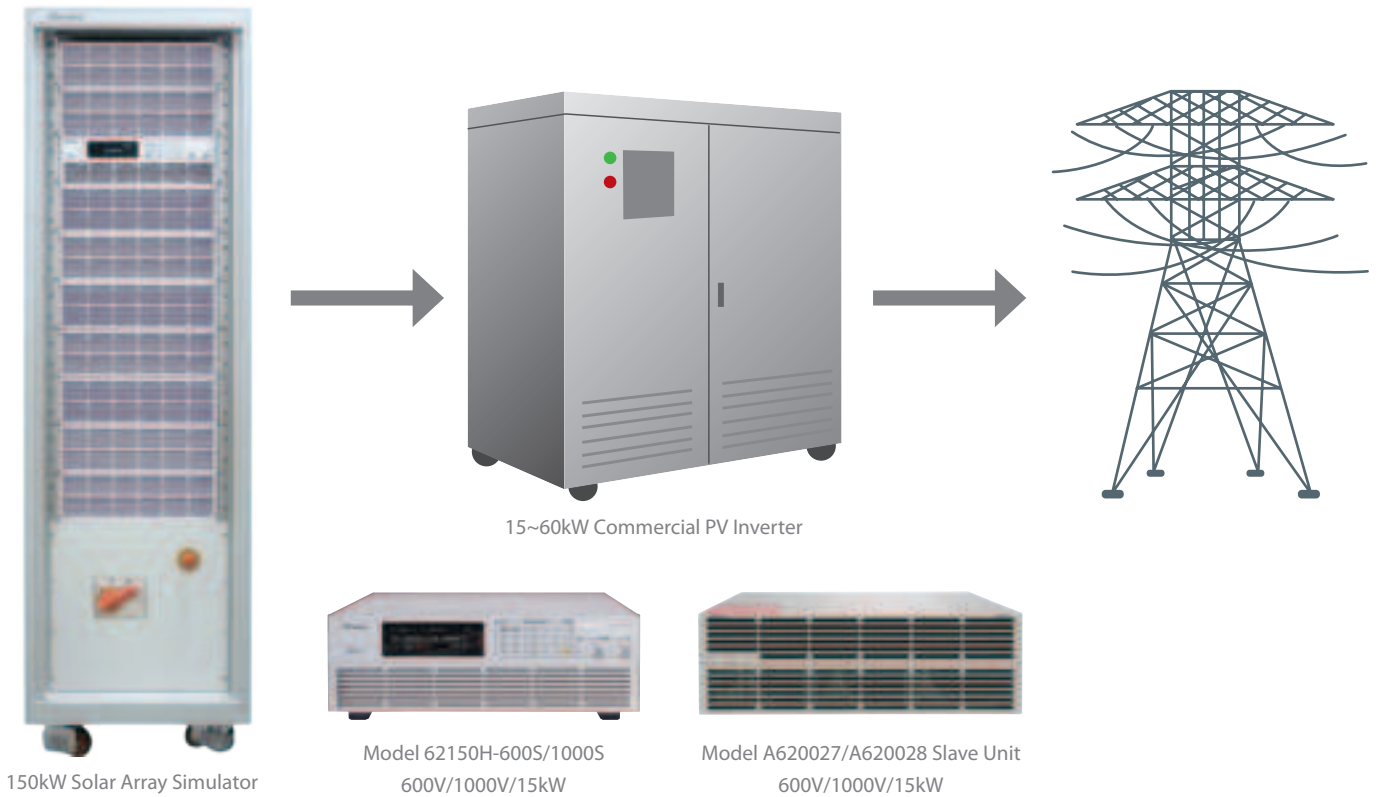 15~60kW Commercial PV Inverter
150kW Solar Array Simulator
Model 62150H-600S/1000S
600V/1000V/15kW
Model A620027/A620028 Slave Unit
600V/1000V/15kW